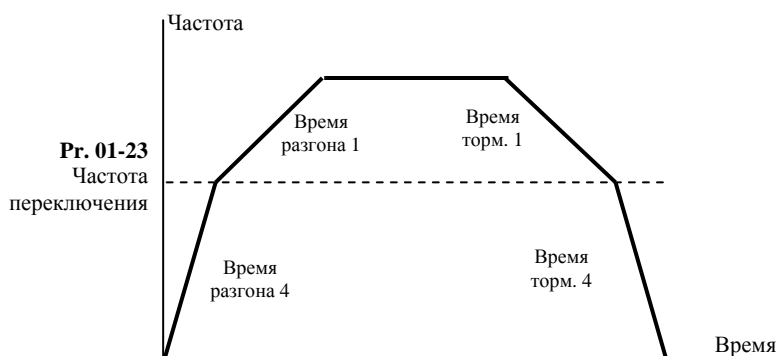 Частота
Время
разгона 1
Время
торм. 1
Pr. 01-23
Частота
переключения
Время
разгона 4
Время
торм. 4
Время